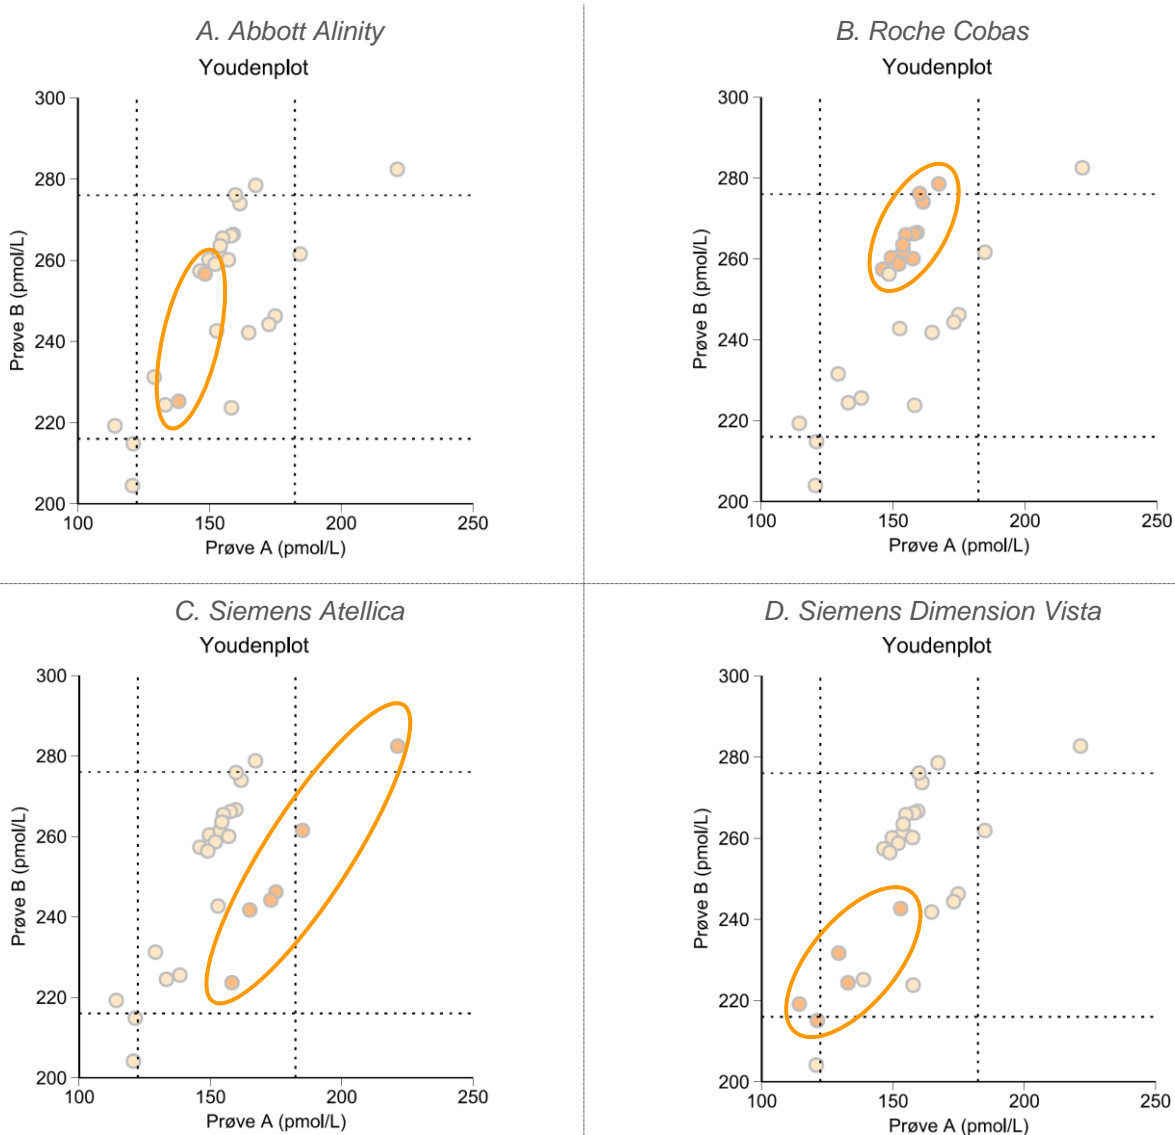 A. Abbott Alinity
Youdenplot
300
280
260
240
220
200
Prøve B (pmol/L)
100
150
200
250
Prøve A (pmol/L)
B. Roche Cobas
Youdenplot
300
280
260
240
220
200
Prøve B (pmol/L)
100
150
200
250
Prøve A (pmol/L)
C. Siemens Atellica
Youdenplot
300
280
260
240
220
200
Prøve B (pmol/L)
100
150
200
250
Prøve A (pmol/L)
D. Siemens Dimension Vista
Youdenplot
300
280
260
240
220
200
Prøve B (pmol/L)
100
150
200
250
Prøve A (pmol/L)